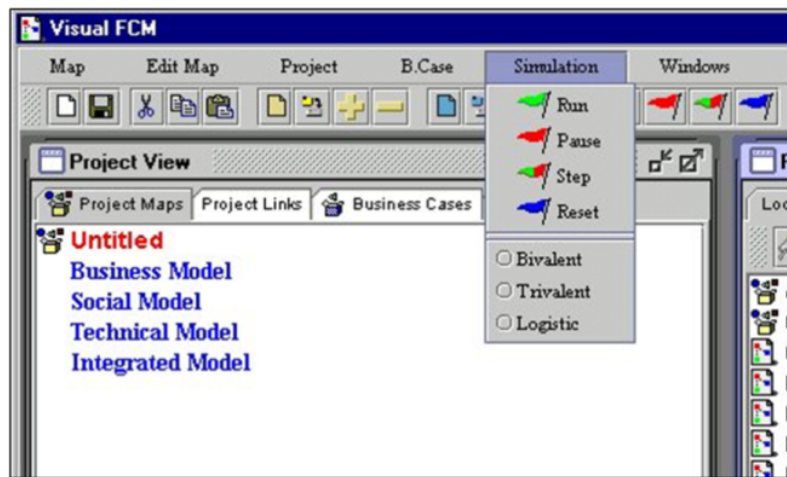 Visual FCM
Map Edit Map Project B.Case Simulation Windows
Run
Pause
Step
Reset
Bivalent
Trivalent
Logistic
Project View
Project Maps Project Links Business Cases
Untitled
Business Model
Social Model
Technical Model
Integrated Model